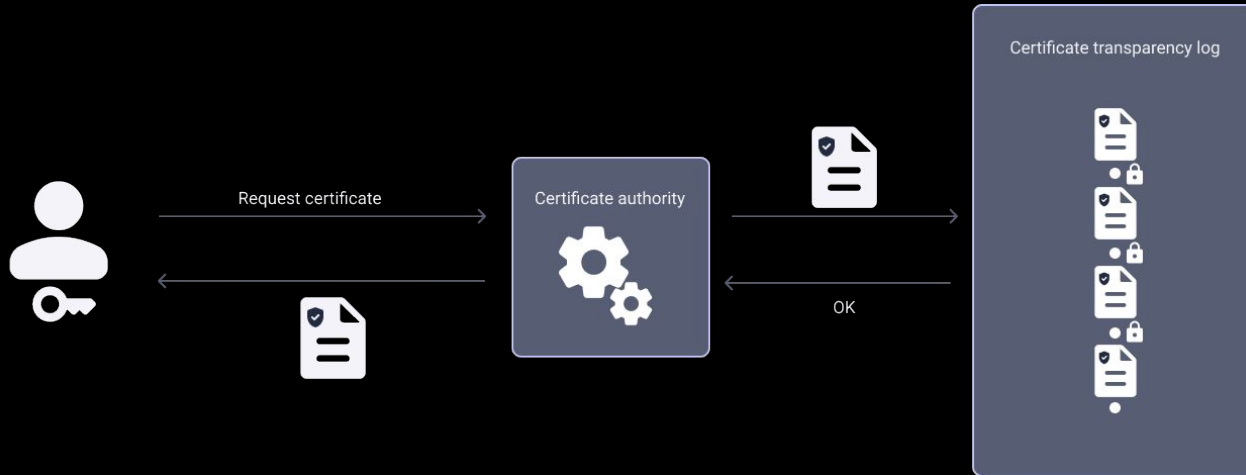 Certificate transparency log
Request certificate
Certificate authority
OK